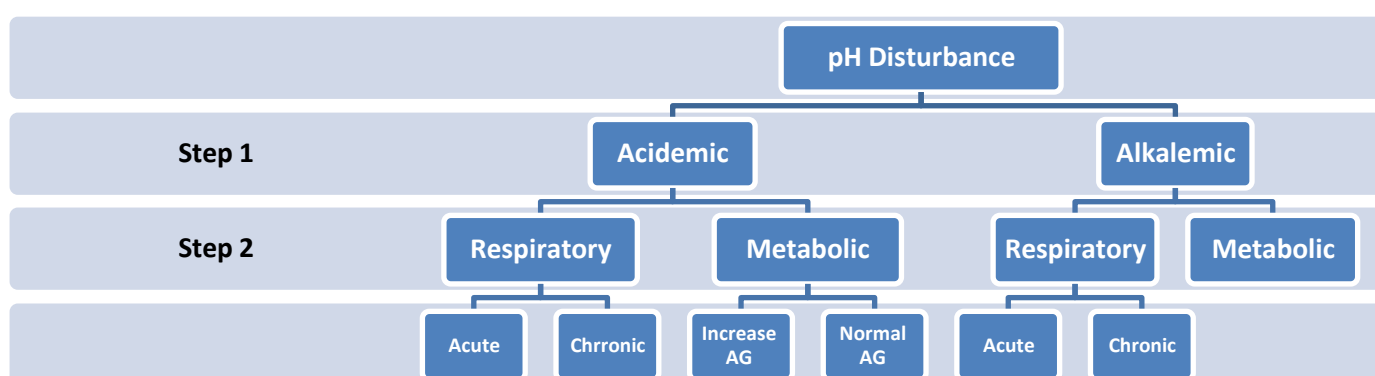 pH Disturbance
Step 1
Acidemic
Alkalemic
Step 2
Respiratory
Metabolic
Respiratory
Metabolic
Acute
Chrronic
Increase
AG
Normal
AG
Acute
Chronic